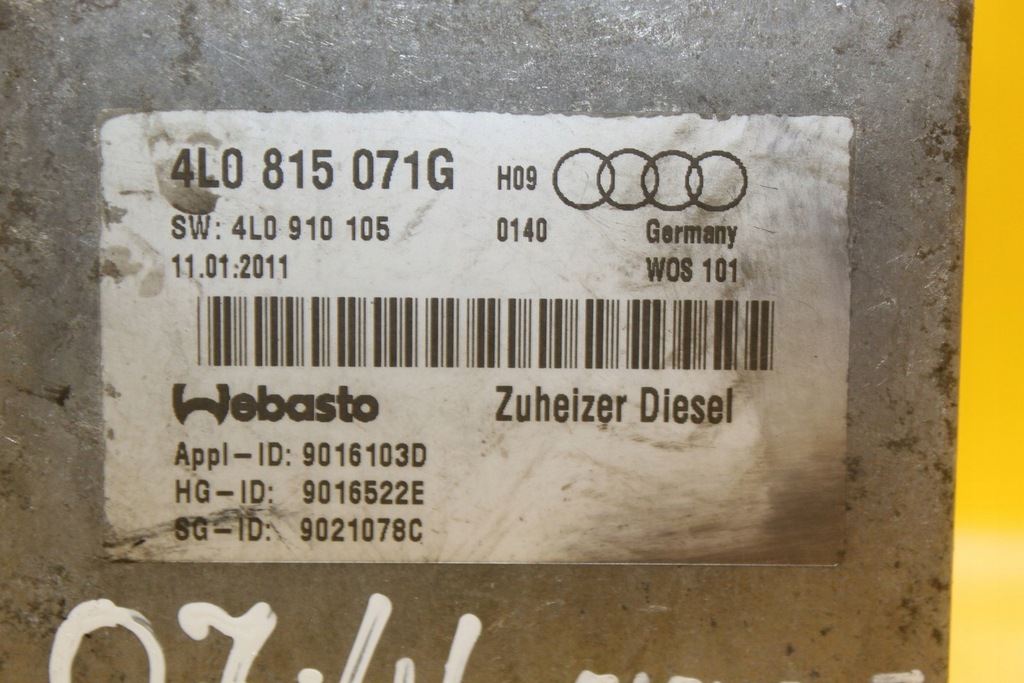 4L0 815 071G H09
SW: 4L0 910 105 0140 Germany
11.01.2011 WOS 101
Webasto Zuheizer Diesel
Appl-ID: 9016103D
HG-ID: 9016522E
SG-ID: 9021078C